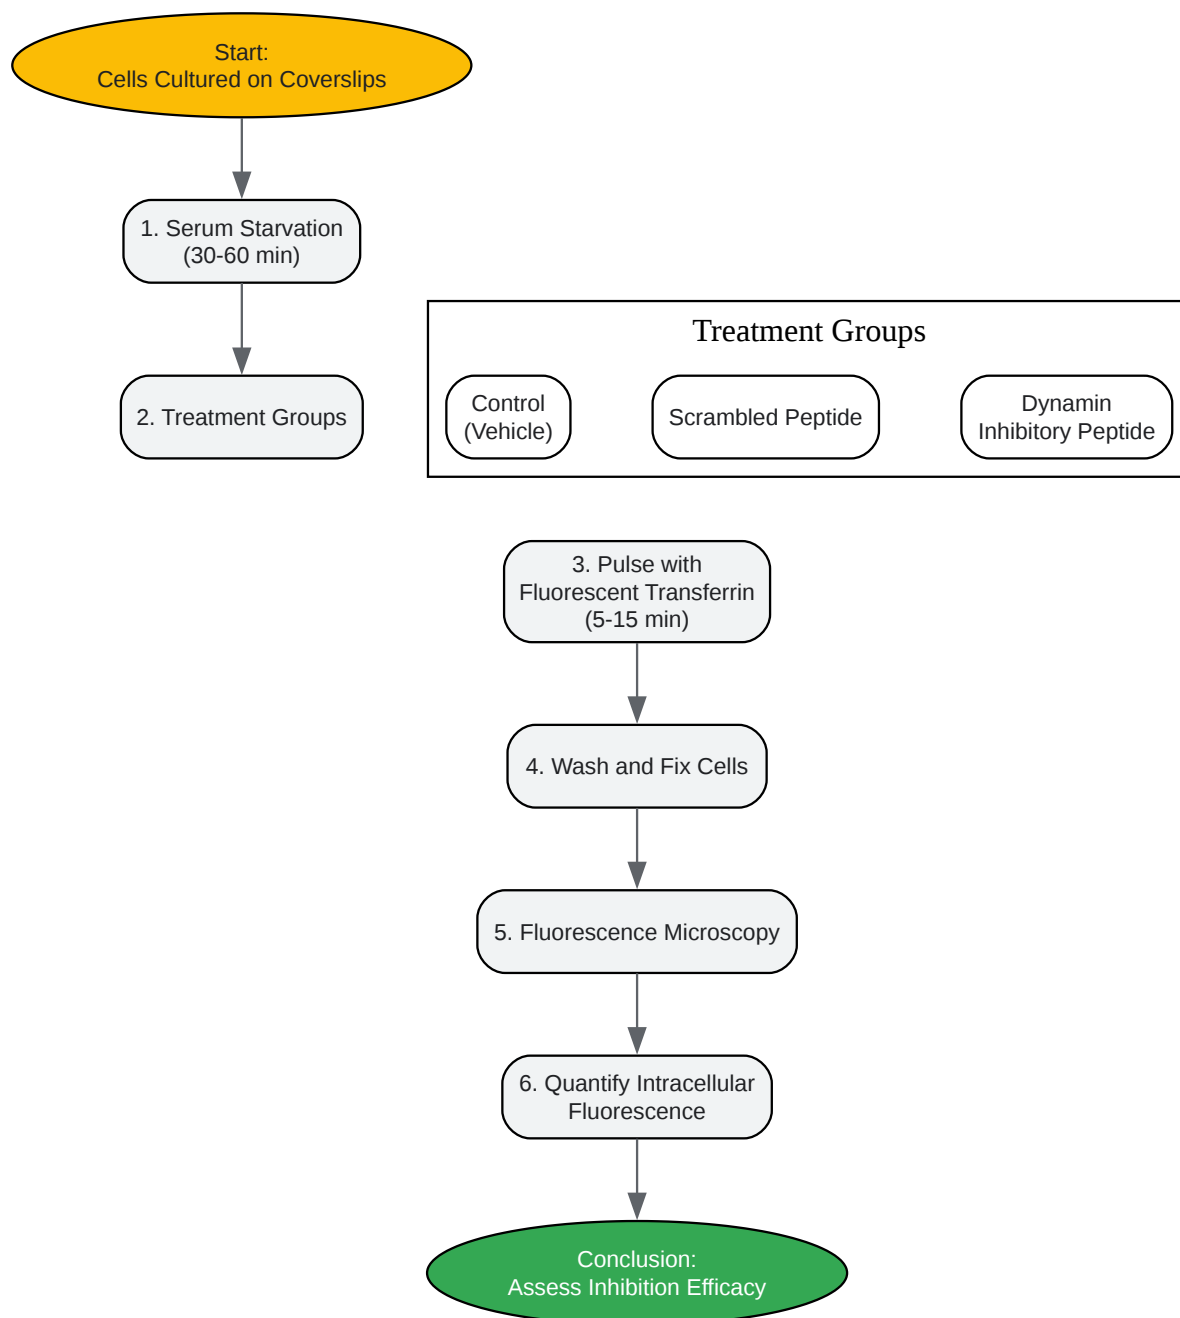 Start:
Cells Cultured on Coverslips
1. Serum Starvation
(30-60 min)
2. Treatment Groups
Treatment Groups
Control
(Vehicle)
Scrambled Peptide
Dynamin
Inhibitory Peptide
3. Pulse with
Fluorescent Transferrin
(5-15 min)
4. Wash and Fix Cells
5. Fluorescence Microscopy
6. Quantify Intracellular
Fluorescence
Conclusion:
Assess Inhibition Efficacy